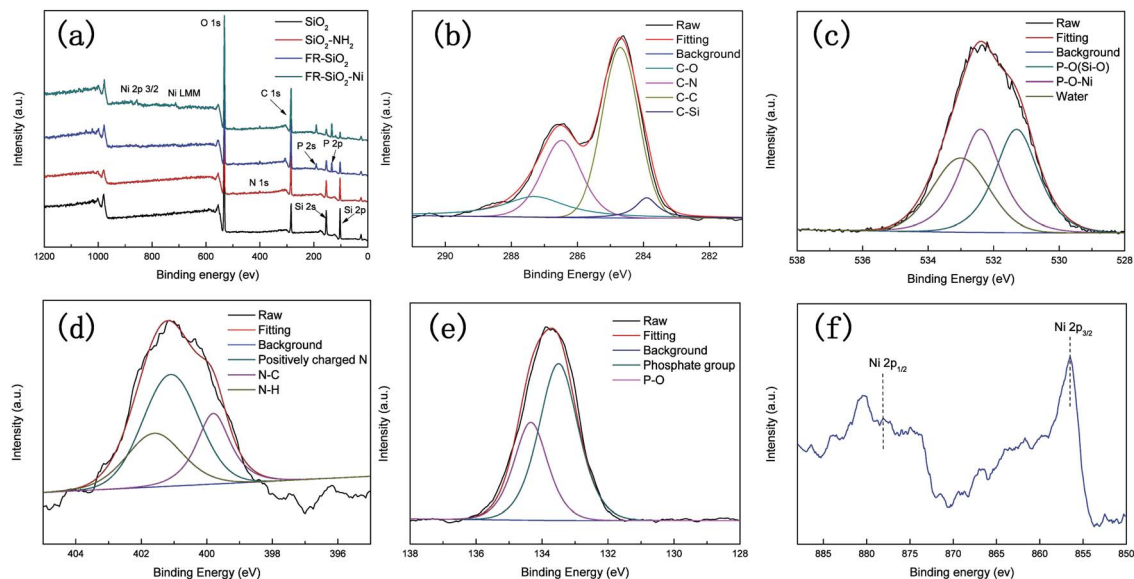 (a)
O 1s
SiO2
SiO2-NH2
FR-SiO2
FR-SiO2-Ni
Ni 2p 3/2
Ni LMM
C 1s
P 2s
P 2p
N 1s
Si 2s
Si 2p
Intensity (a.u.)
1200 1000 800 600 400 200 0
Binding energy (ev)
(b)
Raw
Fitting
Background
C-O
C-N
C-C
C-Si
Intensity (a.u.)
290 288 286 284 282
Binding Energy (eV)
(c)
Raw
Fitting
Background
P-O(Si-O)
P-O-Ni
Water
Intensity (a.u.)
538 536 534 532 530 528
Binding Energy (eV)
(d)
Raw
Fitting
Background
Positively charged N
N-C
N-H
Intensity (a.u.)
404 402 400 398 396
Binding Energy (eV)
(e)
Raw
Fitting
Background
Phosphate group
P-O
Intensity (a.u.)
138 136 134 132 130 128
Binding Energy (eV)
(f)
Ni 2p3/2
Ni 2p1/2
Intensity (a.u.)
885 880 875 870 865 860 855 850
Binding energy (ev)